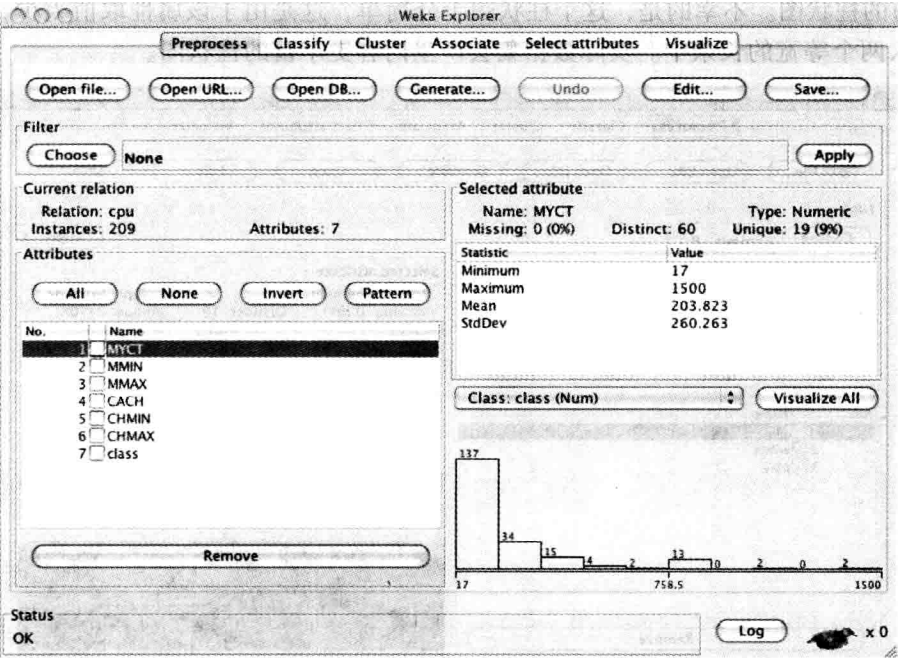 Weka Explorer
Preprocess Classify Cluster Associate Select attributes Visualize
Open file... Open URL... Open DB... Generate... Undo Edit... Save...
Filter
Choose None Apply
Current relation
Relation: cpu
Instances: 209 Attributes: 7
Selected attribute
Name: MYCT Type: Numeric
Missing: 0 (0%) Distinct: 60 Unique: 19 (9%)
Statistic Value
Minimum 17
Maximum 1500
Mean 203.823
StdDev 260.263
Attributes
All None Invert Pattern
No. Name
1 MYCT
2 MMIN
3 MMAX
4 CACH
5 CHMIN
6 CHMAX
7 class
Remove
Class: class (Num) Visualize All
137 34 15 4 2 13 0 2 0 2
17 758.5 1500
Status
OK
Log x 0